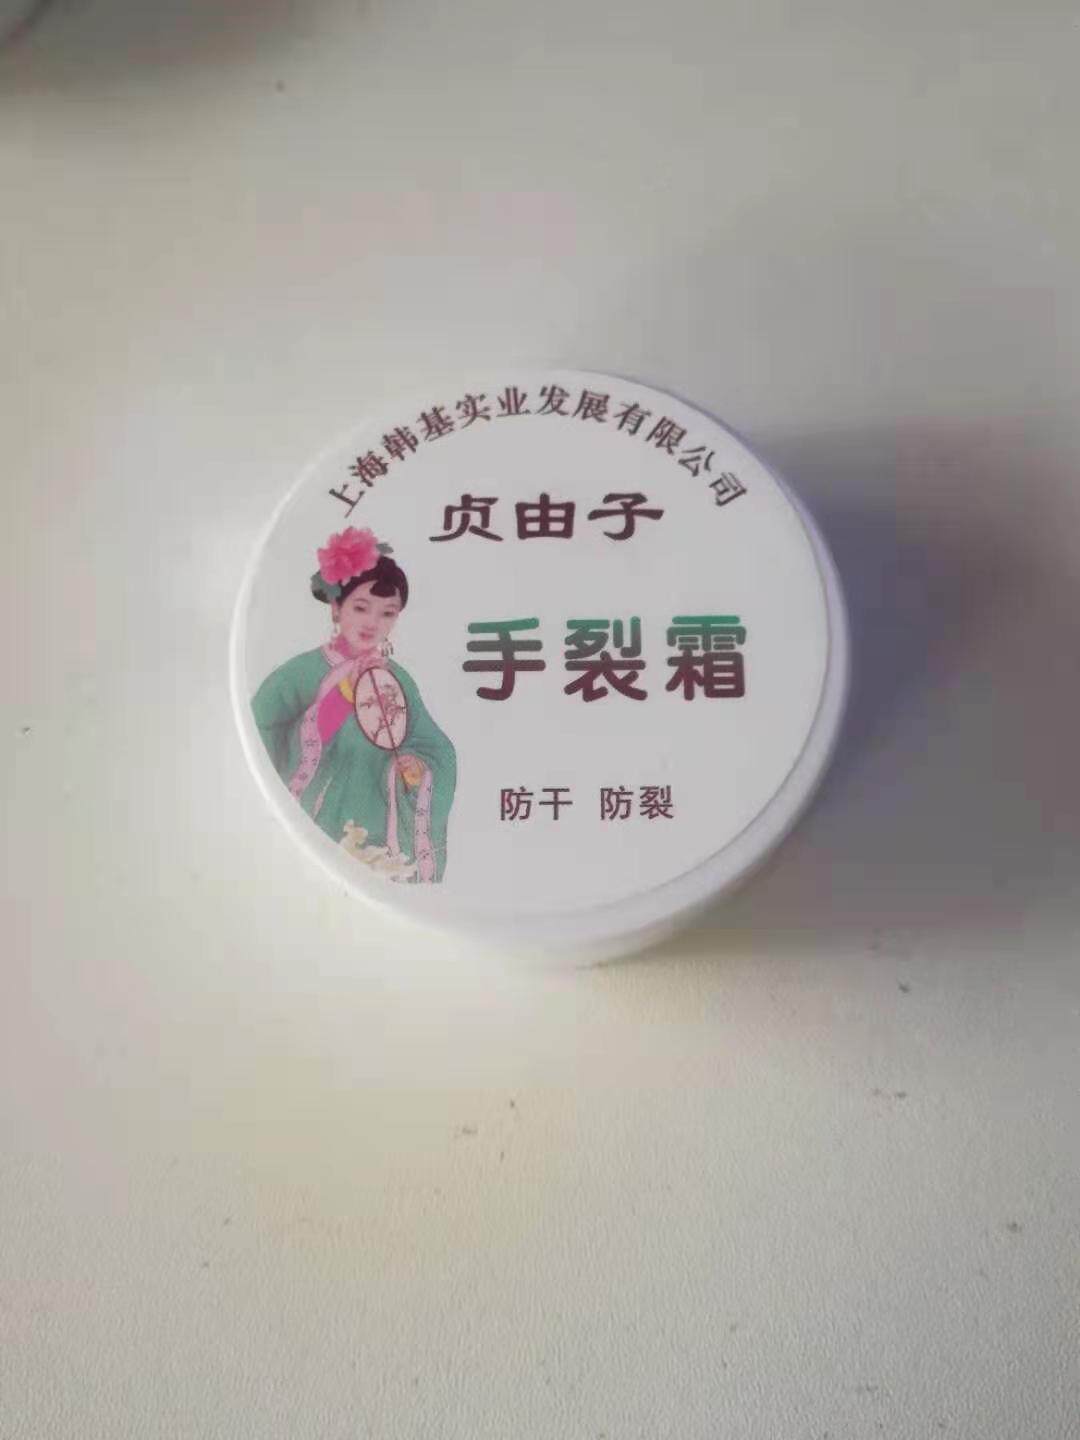 上海韩基实业发展有限公司
贞由子
手裂霜
防干 防裂